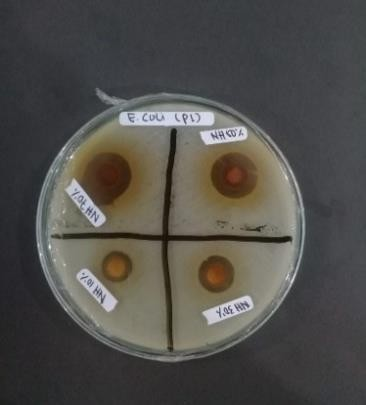 E. COLI (P1)
NH 50%
NH 70%
NH 10%
NH 30%